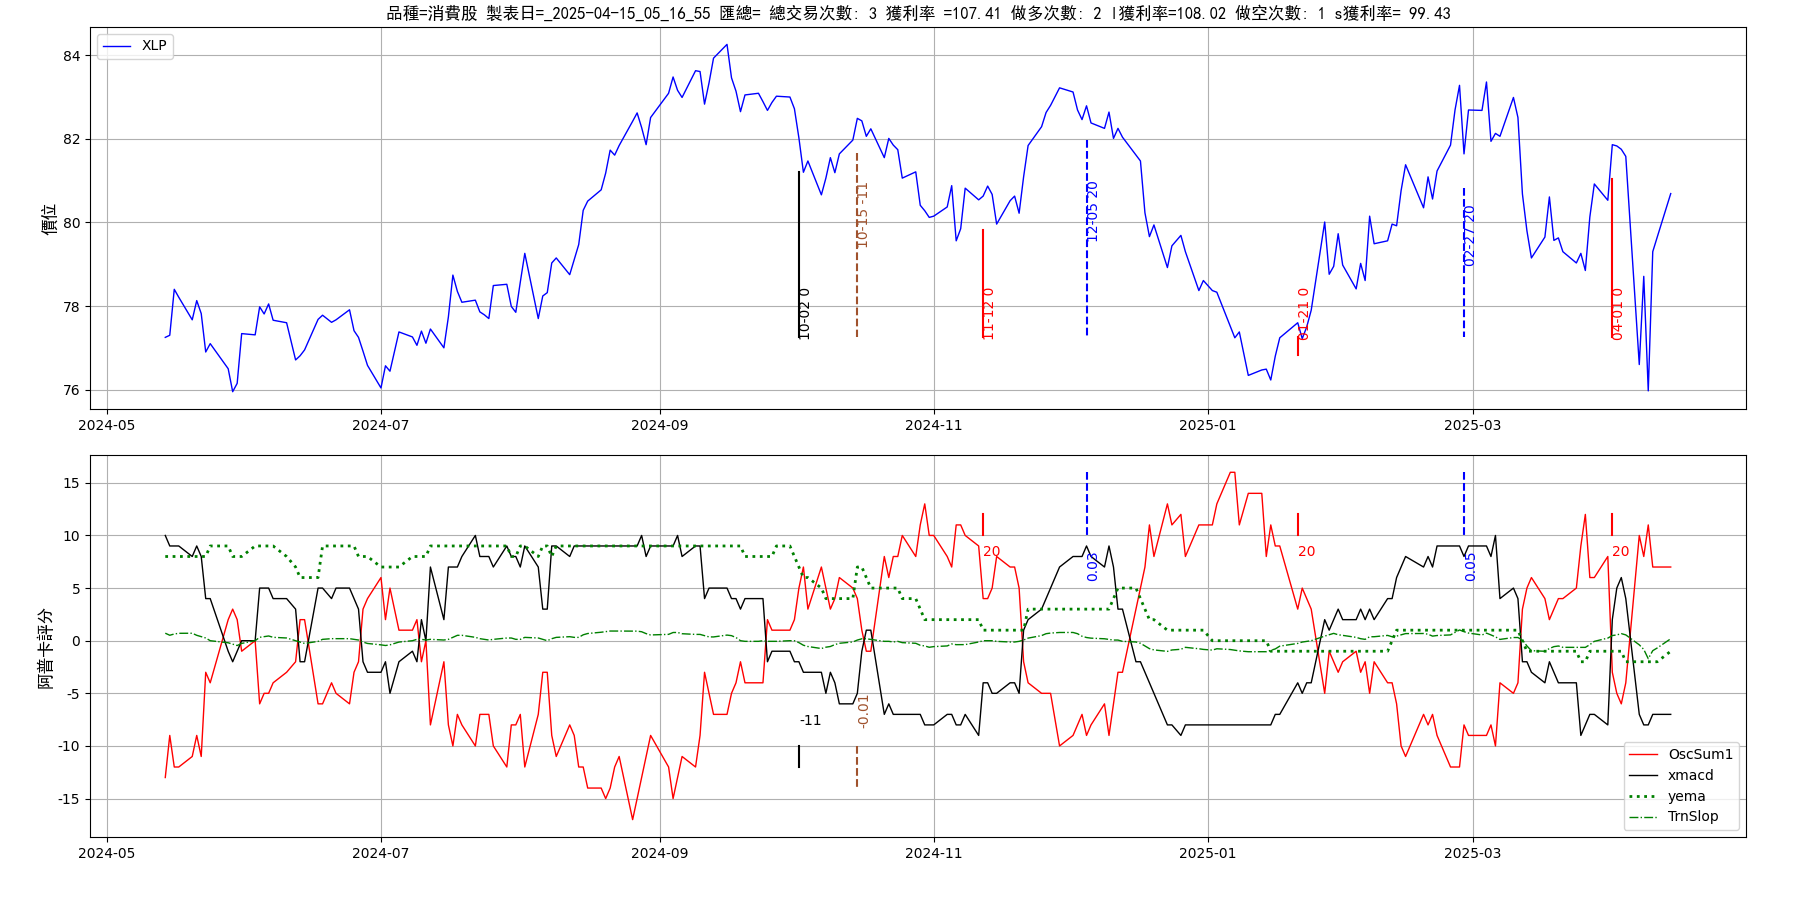 品種=消費股 製表日=_2025-04-15_05_16_55 匯總= 總交易次數: 3 獲利率 =107.41 做多次數: 2 l獲利率=108.02 做空次數: 1 s獲利率= 99.43
XLP
84
82
80
78
76
價位
10-02 0
10-15 -11
11-12 0
12-05 20
01-21 0
02-27 20
04-01 0
2024-05 2024-07 2024-09 2024-11 2025-01 2025-03
15
10
5
0
-5
-10
-15
阿普卡評分
-11
-0.01
20
0.03
20
0.05
20
OscSum1
xmacd
yema
TrnSlop
2024-05 2024-07 2024-09 2024-11 2025-01 2025-03